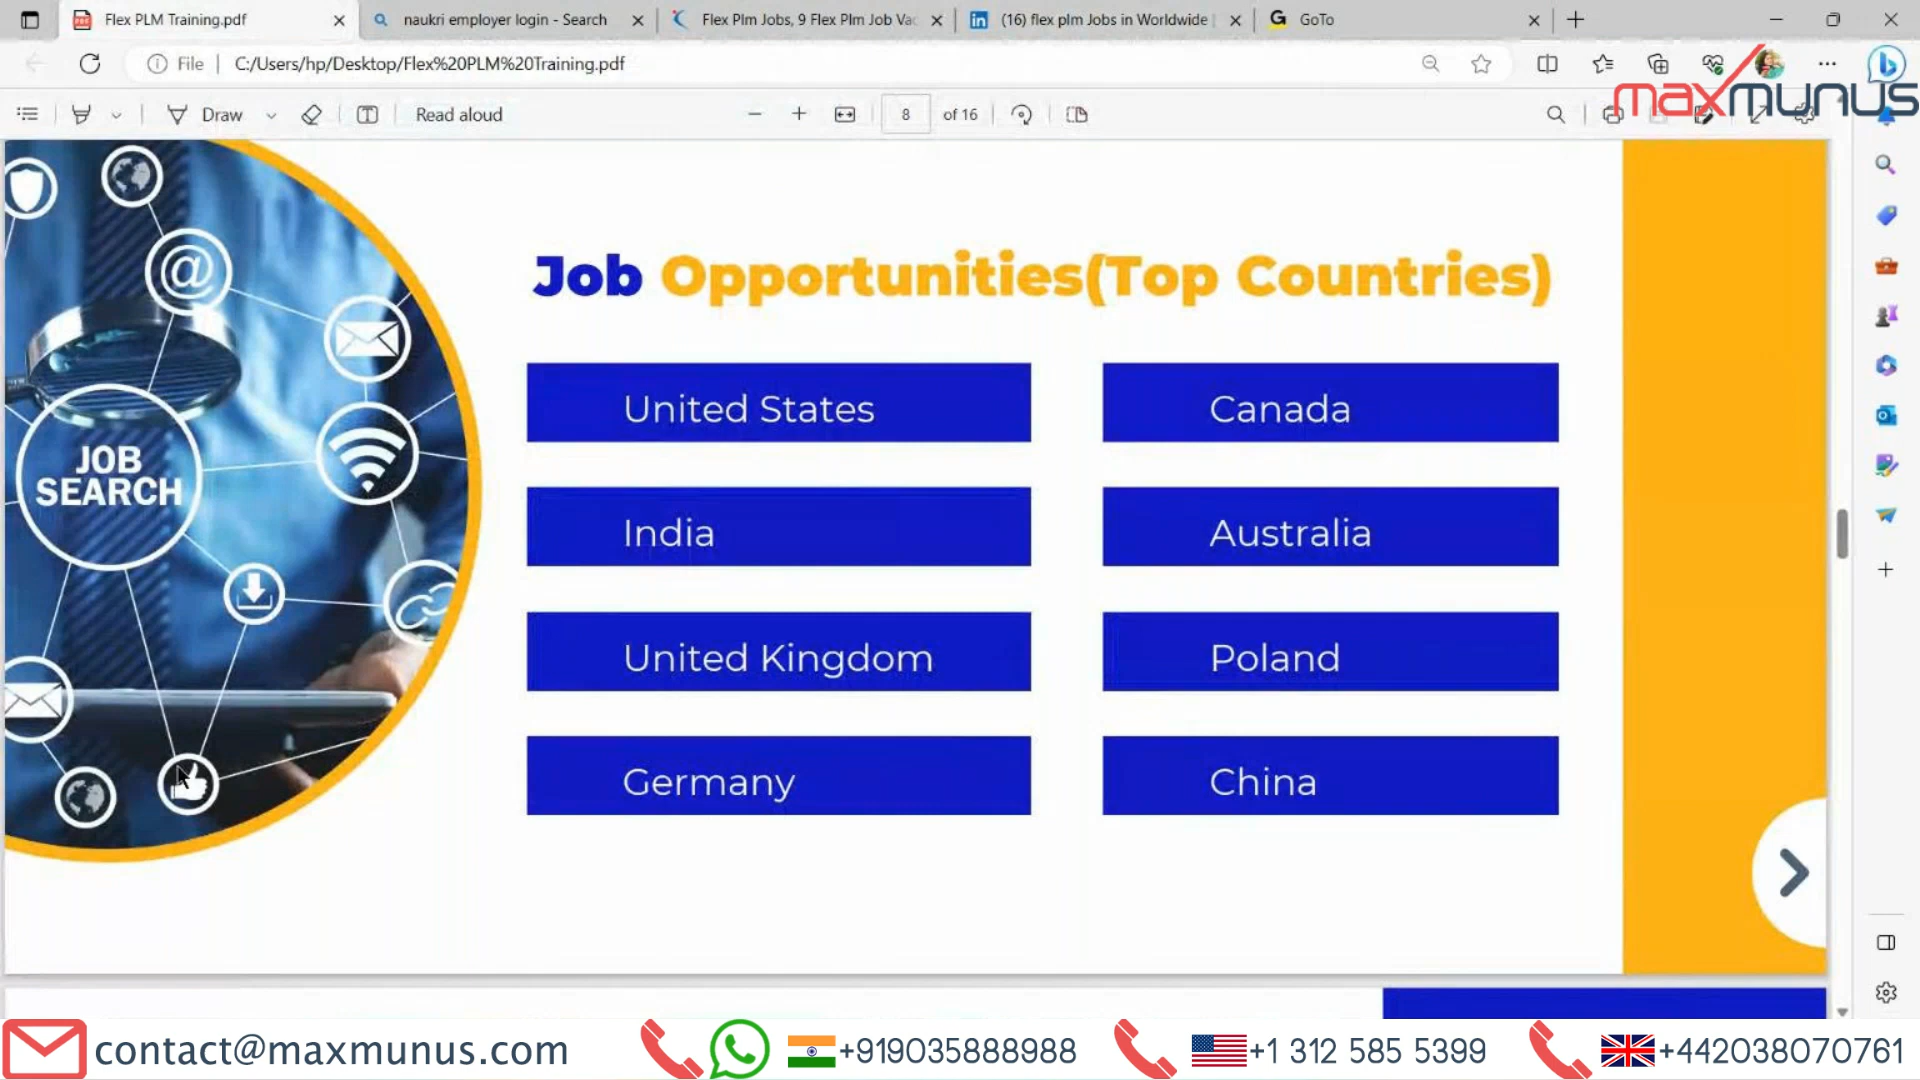 Flex PLM Training.pdf
naukri employer login - Search
Flex Plm Jobs, 9 Flex Plm Job Vac
(16) flex plm Jobs in Worldwide
GoTo
File
C:/Users/hp/Desktop/Flex%20PLM%20Training.pdf
maxmunus
Draw
Read aloud
8 of 16
Job Opportunities(Top Countries)
United States
Canada
India
Australia
United Kingdom
Poland
Germany
China
@
JOB
SEARCH
contact@maxmunus.com
+919035888988
+1 312 585 5399
+442038070761